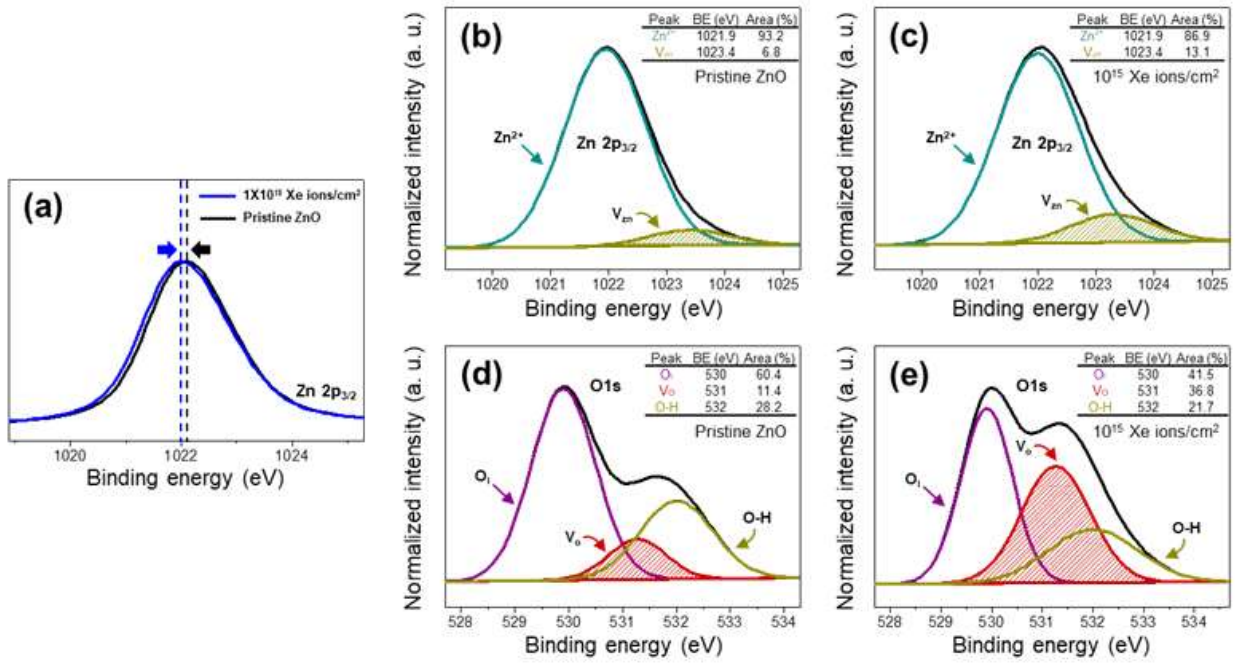 (a)
1X10¹⁵ Xe ions/cm²
Pristine ZnO
Zn 2p₃/₂
1020 1022 1024
Binding energy (eV)
(b)
Peak BE (eV) Area (%)
Zn²⁺ 1021.9 93.2
V_zn 1023.4 6.8
Pristine ZnO
Zn²⁺
Zn 2p₃/₂
V_zn
Normalized intensity (a. u.)
1020 1021 1022 1023 1024 1025
Binding energy (eV)
(c)
Peak BE (eV) Area (%)
Zn²⁺ 1021.9 86.9
V_zn 1023.4 13.1
10¹⁵ Xe ions/cm²
Zn²⁺
Zn 2p₃/₂
V_zn
Normalized intensity (a. u.)
1020 1021 1022 1023 1024 1025
Binding energy (eV)
(d)
Peak BE (eV) Area (%)
Oₗ 530 60.4
Vo 531 11.4
O-H 532 28.2
Pristine ZnO
O1s
Oₗ
Vₒ
O-H
Normalized intensity (a. u.)
528 529 530 531 532 533 534
Binding energy (eV)
(e)
Peak BE (eV) Area (%)
Oₗ 530 41.5
Vo 531 36.8
O-H 532 21.7
10¹⁵ Xe ions/cm²
O1s
Oₗ
Vₒ
O-H
Normalized intensity (a. u.)
528 529 530 531 532 533 534
Binding energy (eV)